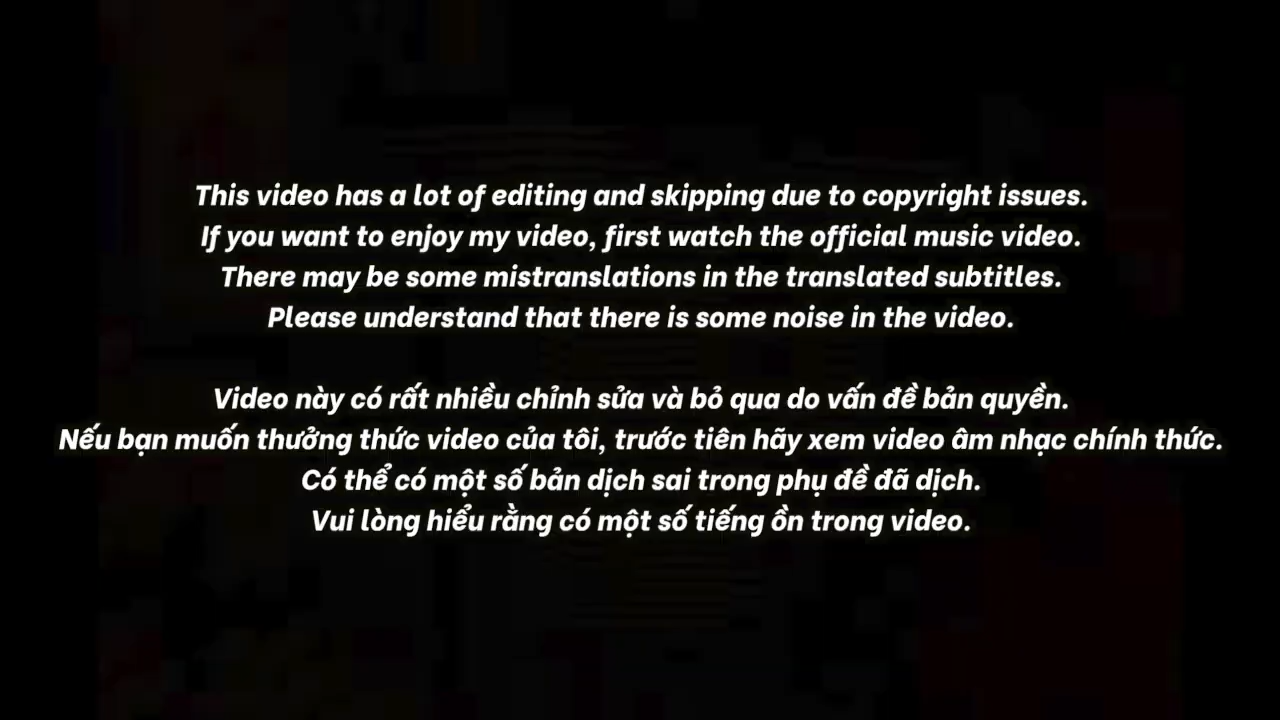 This video has a lot of editing and skipping due to copyright issues.
If you want to enjoy my video, first watch the official music video.
There may be some mistranslations in the translated subtitles.
Please understand that there is some noise in the video.
Video này có rất nhiều chỉnh sửa và bỏ qua do vấn đề bản quyền.
Nếu bạn muốn thưởng thức video của tôi, trước tiên hãy xem video âm nhạc chính thức.
Có thể có một số bản dịch sai trong phụ đề đã dịch.
Vui lòng hiểu rằng có một số tiếng ồn trong video.